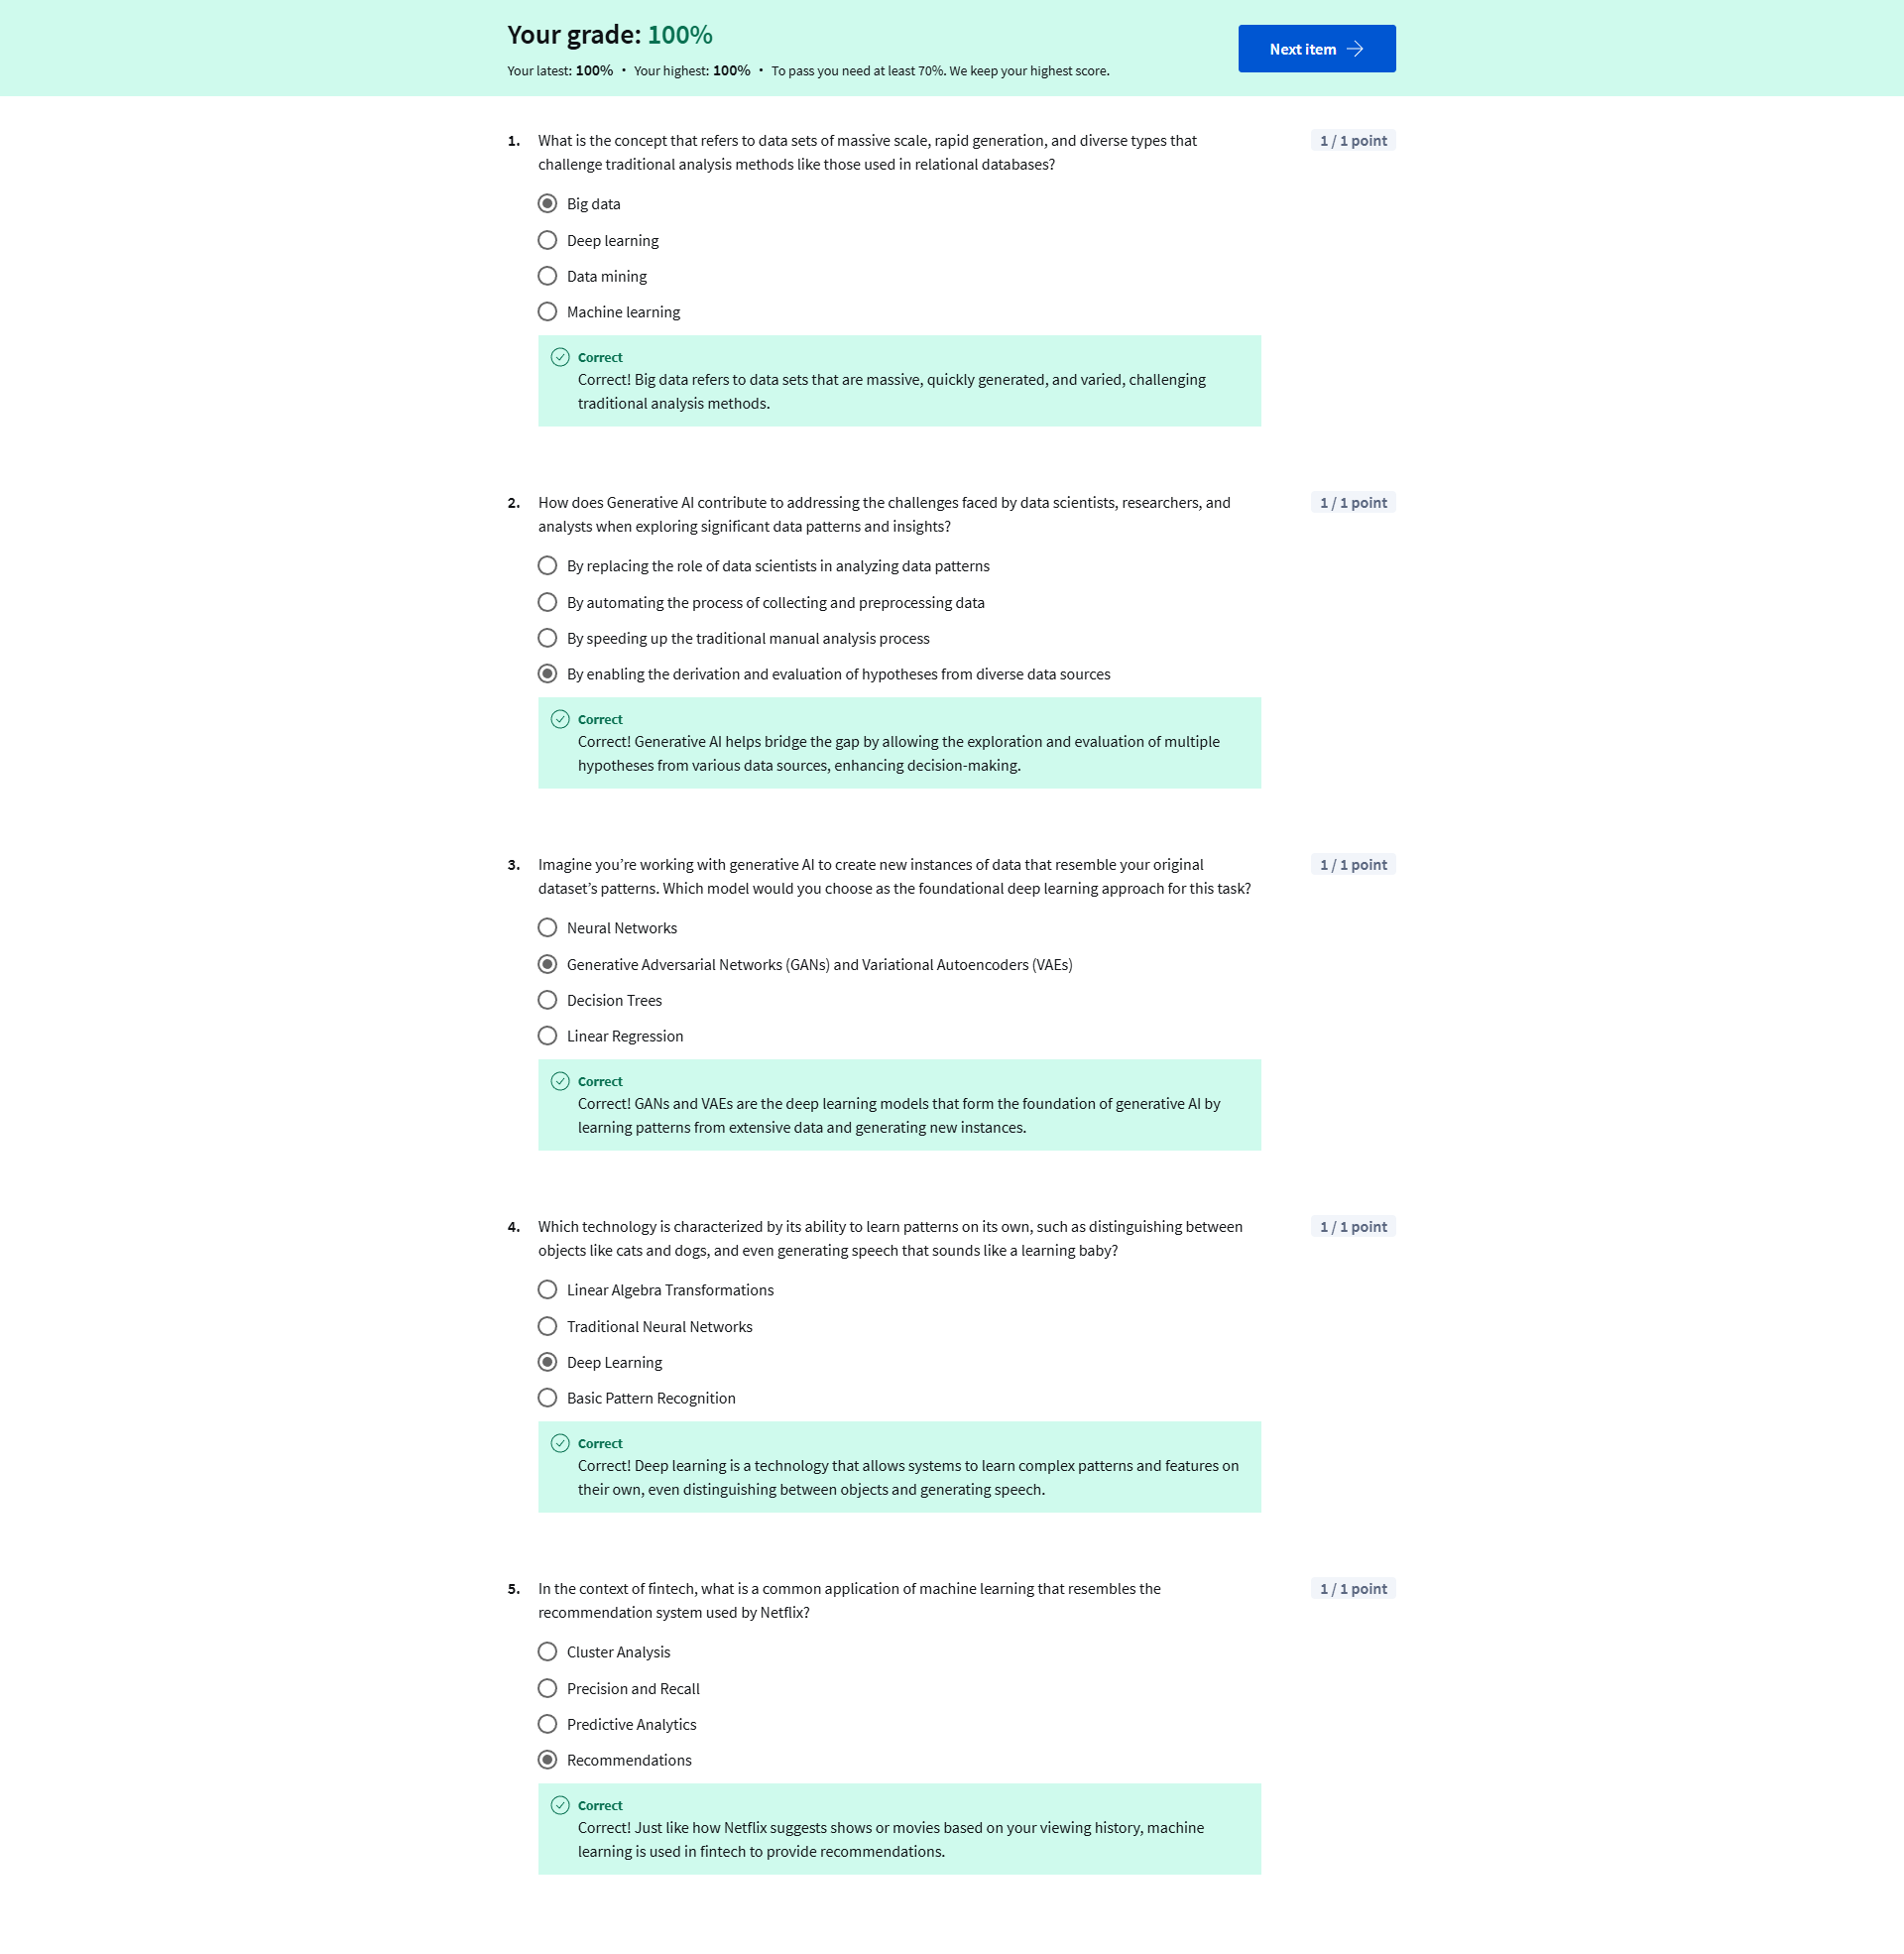 Your grade: 100%
Your latest: 100% • Your highest: 100% • To pass you need at least 70%. We keep your highest score.
Next item
1. What is the concept that refers to data sets of massive scale, rapid generation, and diverse types that
challenge traditional analysis methods like those used in relational databases?
1 / 1 point
Big data
Deep learning
Data mining
Machine learning
Correct
Correct! Big data refers to data sets that are massive, quickly generated, and varied, challenging
traditional analysis methods.
2. How does Generative AI contribute to addressing the challenges faced by data scientists, researchers, and
analysts when exploring significant data patterns and insights?
1 / 1 point
By replacing the role of data scientists in analyzing data patterns
By automating the process of collecting and preprocessing data
By speeding up the traditional manual analysis process
By enabling the derivation and evaluation of hypotheses from diverse data sources
Correct
Correct! Generative AI helps bridge the gap by allowing the exploration and evaluation of multiple
hypotheses from various data sources, enhancing decision-making.
3. Imagine you’re working with generative AI to create new instances of data that resemble your original
dataset’s patterns. Which model would you choose as the foundational deep learning approach for this task?
1 / 1 point
Neural Networks
Generative Adversarial Networks (GANs) and Variational Autoencoders (VAEs)
Decision Trees
Linear Regression
Correct
Correct! GANs and VAEs are the deep learning models that form the foundation of generative AI by
learning patterns from extensive data and generating new instances.
4. Which technology is characterized by its ability to learn patterns on its own, such as distinguishing between
objects like cats and dogs, and even generating speech that sounds like a learning baby?
1 / 1 point
Linear Algebra Transformations
Traditional Neural Networks
Deep Learning
Basic Pattern Recognition
Correct
Correct! Deep learning is a technology that allows systems to learn complex patterns and features on
their own, even distinguishing between objects and generating speech.
5. In the context of fintech, what is a common application of machine learning that resembles the
recommendation system used by Netflix?
1 / 1 point
Cluster Analysis
Precision and Recall
Predictive Analytics
Recommendations
Correct
Correct! Just like how Netflix suggests shows or movies based on your viewing history, machine
learning is used in fintech to provide recommendations.